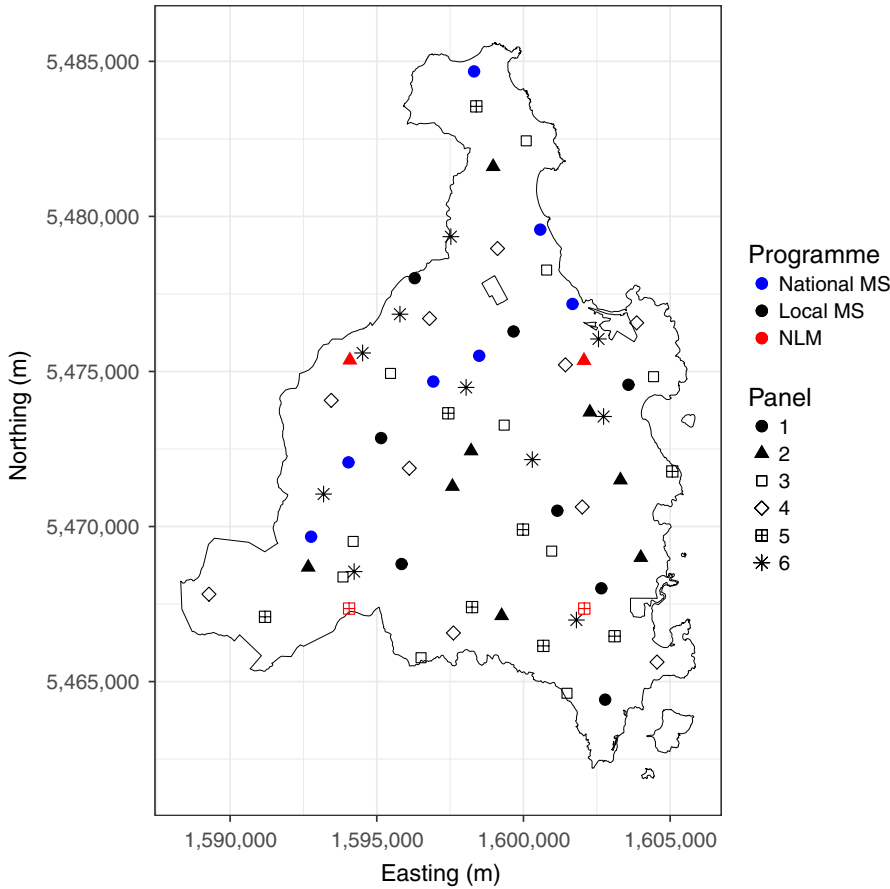 5,485,000
5,480,000
5,475,000
5,470,000
5,465,000
Northing (m)
1,590,000
1,595,000
1,600,000
1,605,000
Easting (m)
Programme
National MS
Local MS
NLM
Panel
1
2
3
4
5
6